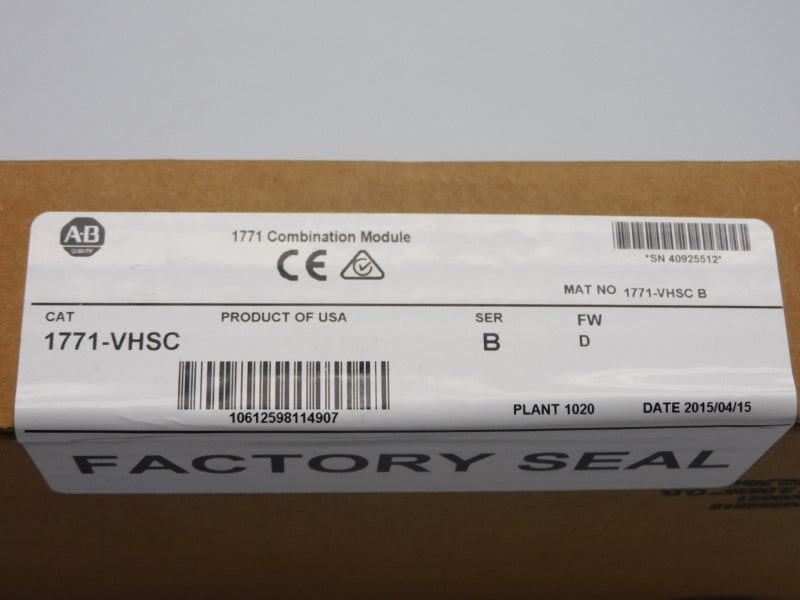 A·B
QUALITY
1771 Combination Module
CE
*SN 40925512*
MAT NO 1771-VHSC B
CAT PRODUCT OF USA SER FW
1771-VHSC B D
10612598114907
PLANT 1020 DATE 2015/04/15
FACTORY SEAL